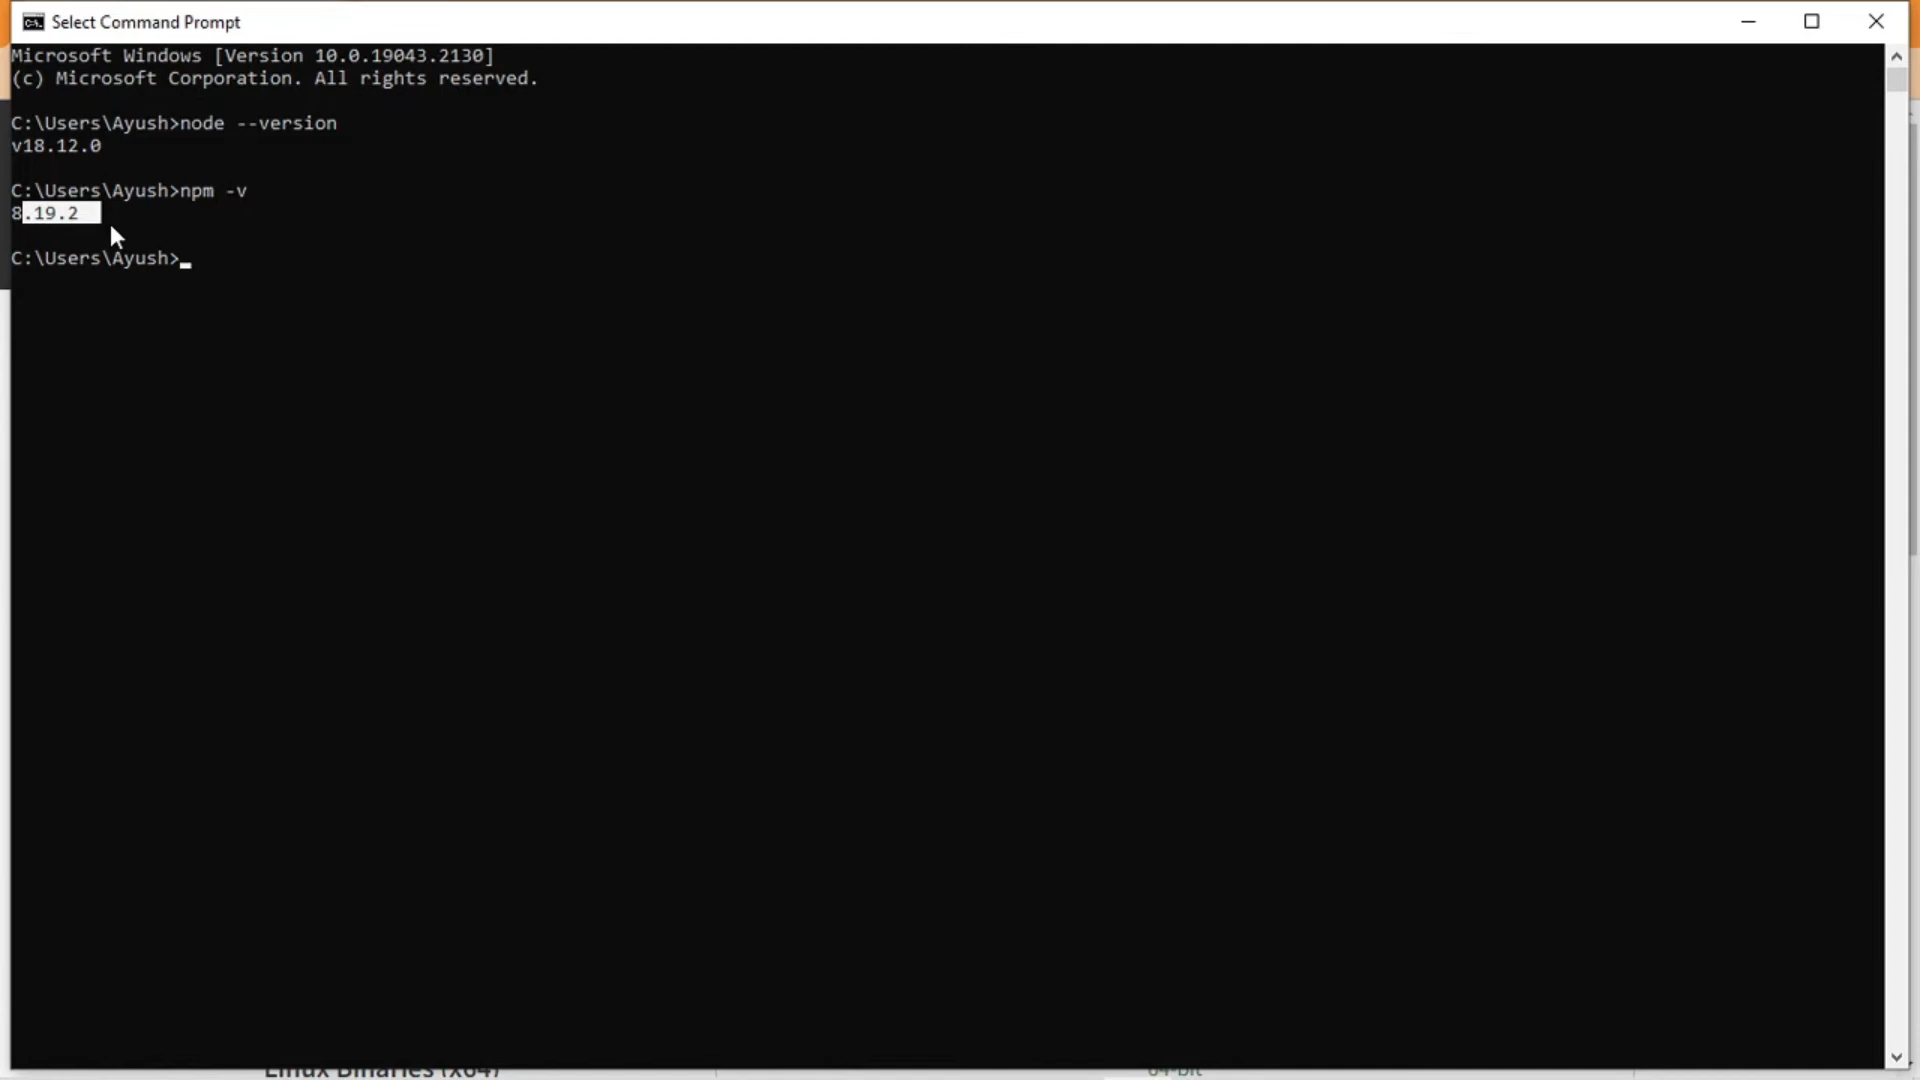 Select Command Prompt
Microsoft Windows [Version 10.0.19043.2130]
(c) Microsoft Corporation. All rights reserved.
C:\Users\Ayush>node --version
v18.12.0
C:\Users\Ayush>npm -v
8.19.2
C:\Users\Ayush>
Linux Binaries (x64)
64-bit